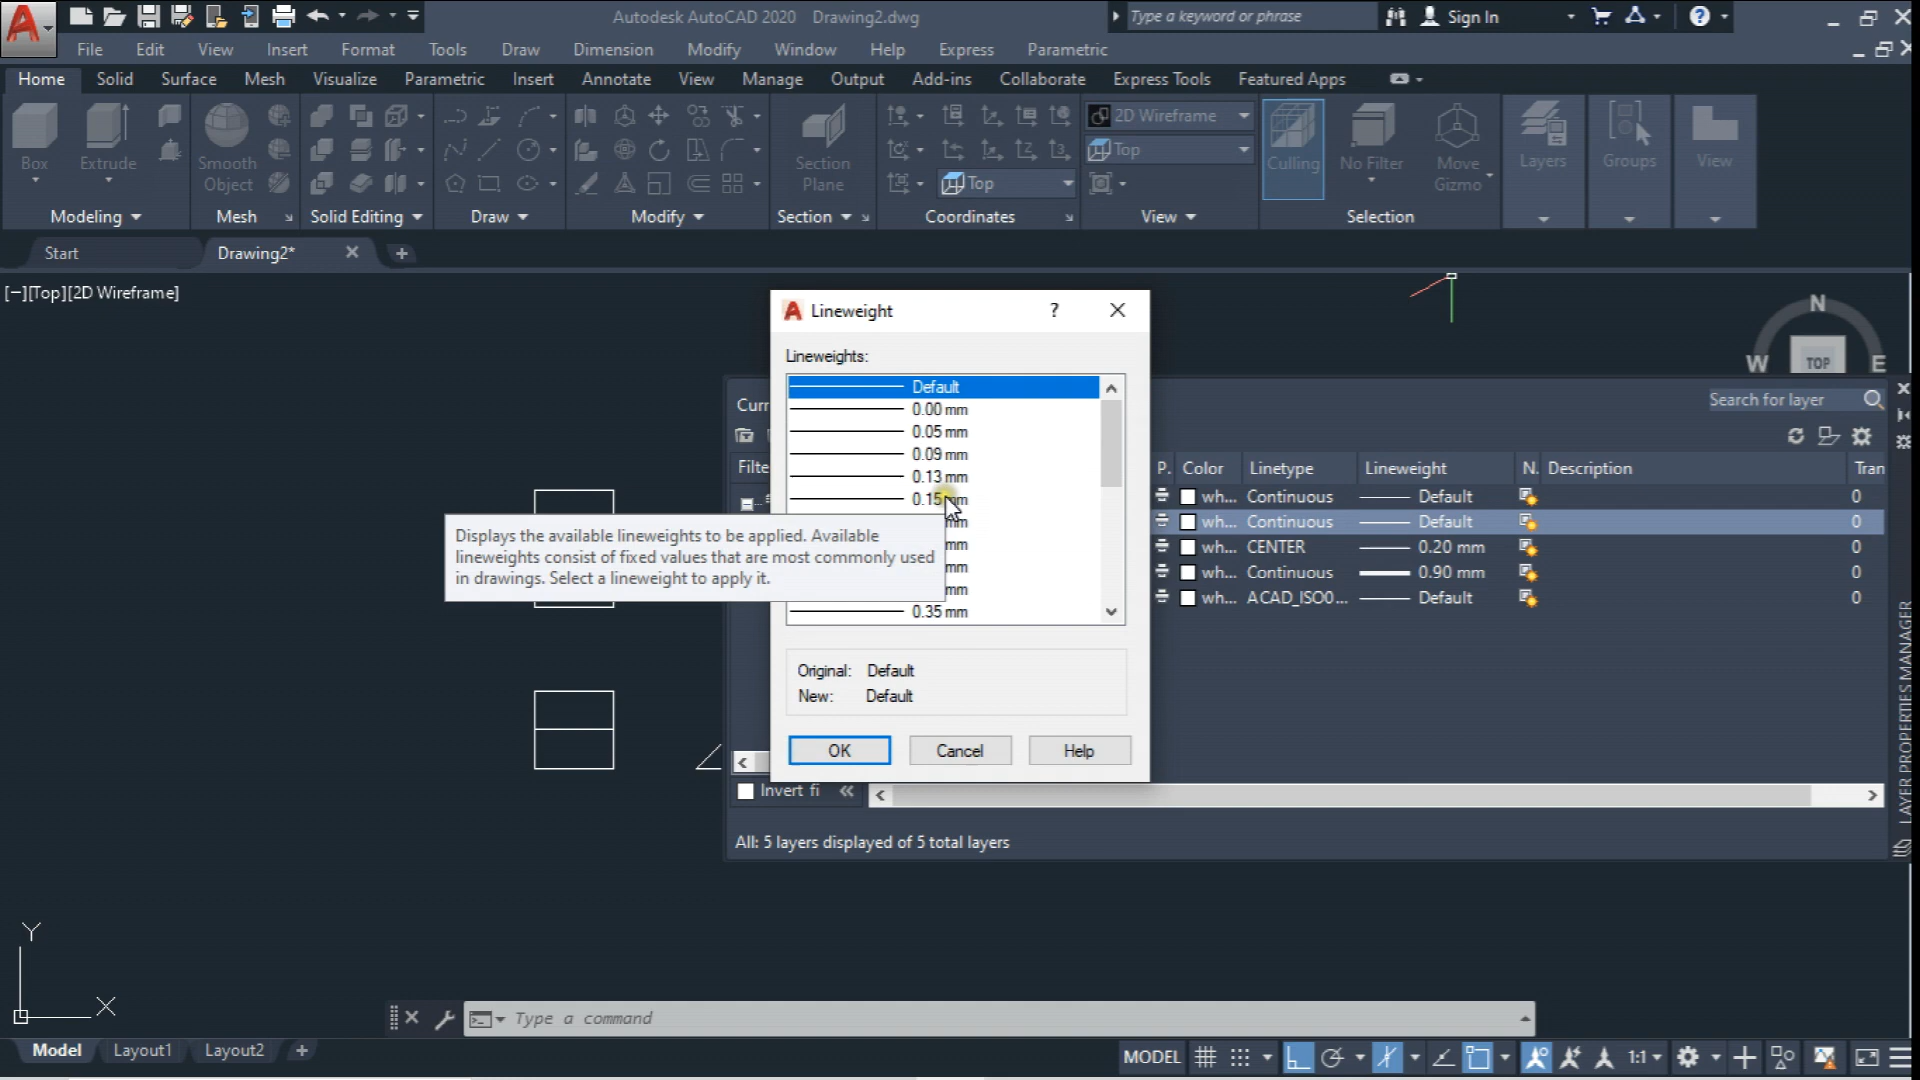 Autodesk AutoCAD 2020 Drawing2.dwg
Type a keyword or phrase
Sign In
File Edit View Insert Format Tools Draw Dimension Modify Window Help Express Parametric
Home Solid Surface Mesh Visualize Parametric Insert Annotate View Manage Output Add-ins Collaborate Express Tools Featured Apps
Box
Extrude
Smooth
Object
Section
Plane
2D Wireframe
Top
Top
Culling
No Filter
Move
Gizmo
Layers
Groups
View
Modeling Mesh Solid Editing Draw Modify Section Coordinates View Selection
Start Drawing2*
[−][Top][2D Wireframe]
N
W TOP E
Lineweight
Lineweights:
Default
0.00 mm
0.05 mm
0.09 mm
0.13 mm
0.15 mm
mm
mm
mm
mm
0.35 mm
Displays the available lineweights to be applied. Available
lineweights consist of fixed values that are most commonly used
in drawings. Select a lineweight to apply it.
Original: Default
New: Default
OK Cancel Help
Curr
Search for layer
Filte
P. Color Linetype Lineweight N. Description Tran
wh... Continuous Default 0
wh... Continuous Default 0
wh... CENTER 0.20 mm 0
wh... Continuous 0.90 mm 0
wh... ACAD_ISO0... Default 0
Invert fi
All: 5 layers displayed of 5 total layers
LAYER PROPERTIES MANAGER
Y
X
Type a command
Model Layout1 Layout2
MODEL 1:1